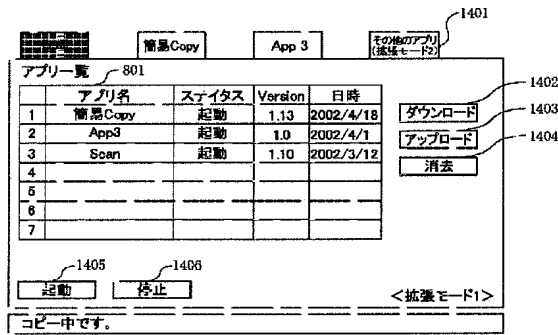 1401
簡易Copy
App 3
その他のアプリ
(拡張モード2)
アプリ一覧
801
アプリ名 ステイタス Version 日時
1 簡易Copy 起動 1.13 2002/4/18
2 App3 起動 1.0 2002/4/1
3 Scan 起動 1.10 2002/3/12
4
5
6
7
1402
ダウンロード
1403
アップロード
1404
消去
1405
起動
1406
停止
<拡張モード1>
コピー中です。